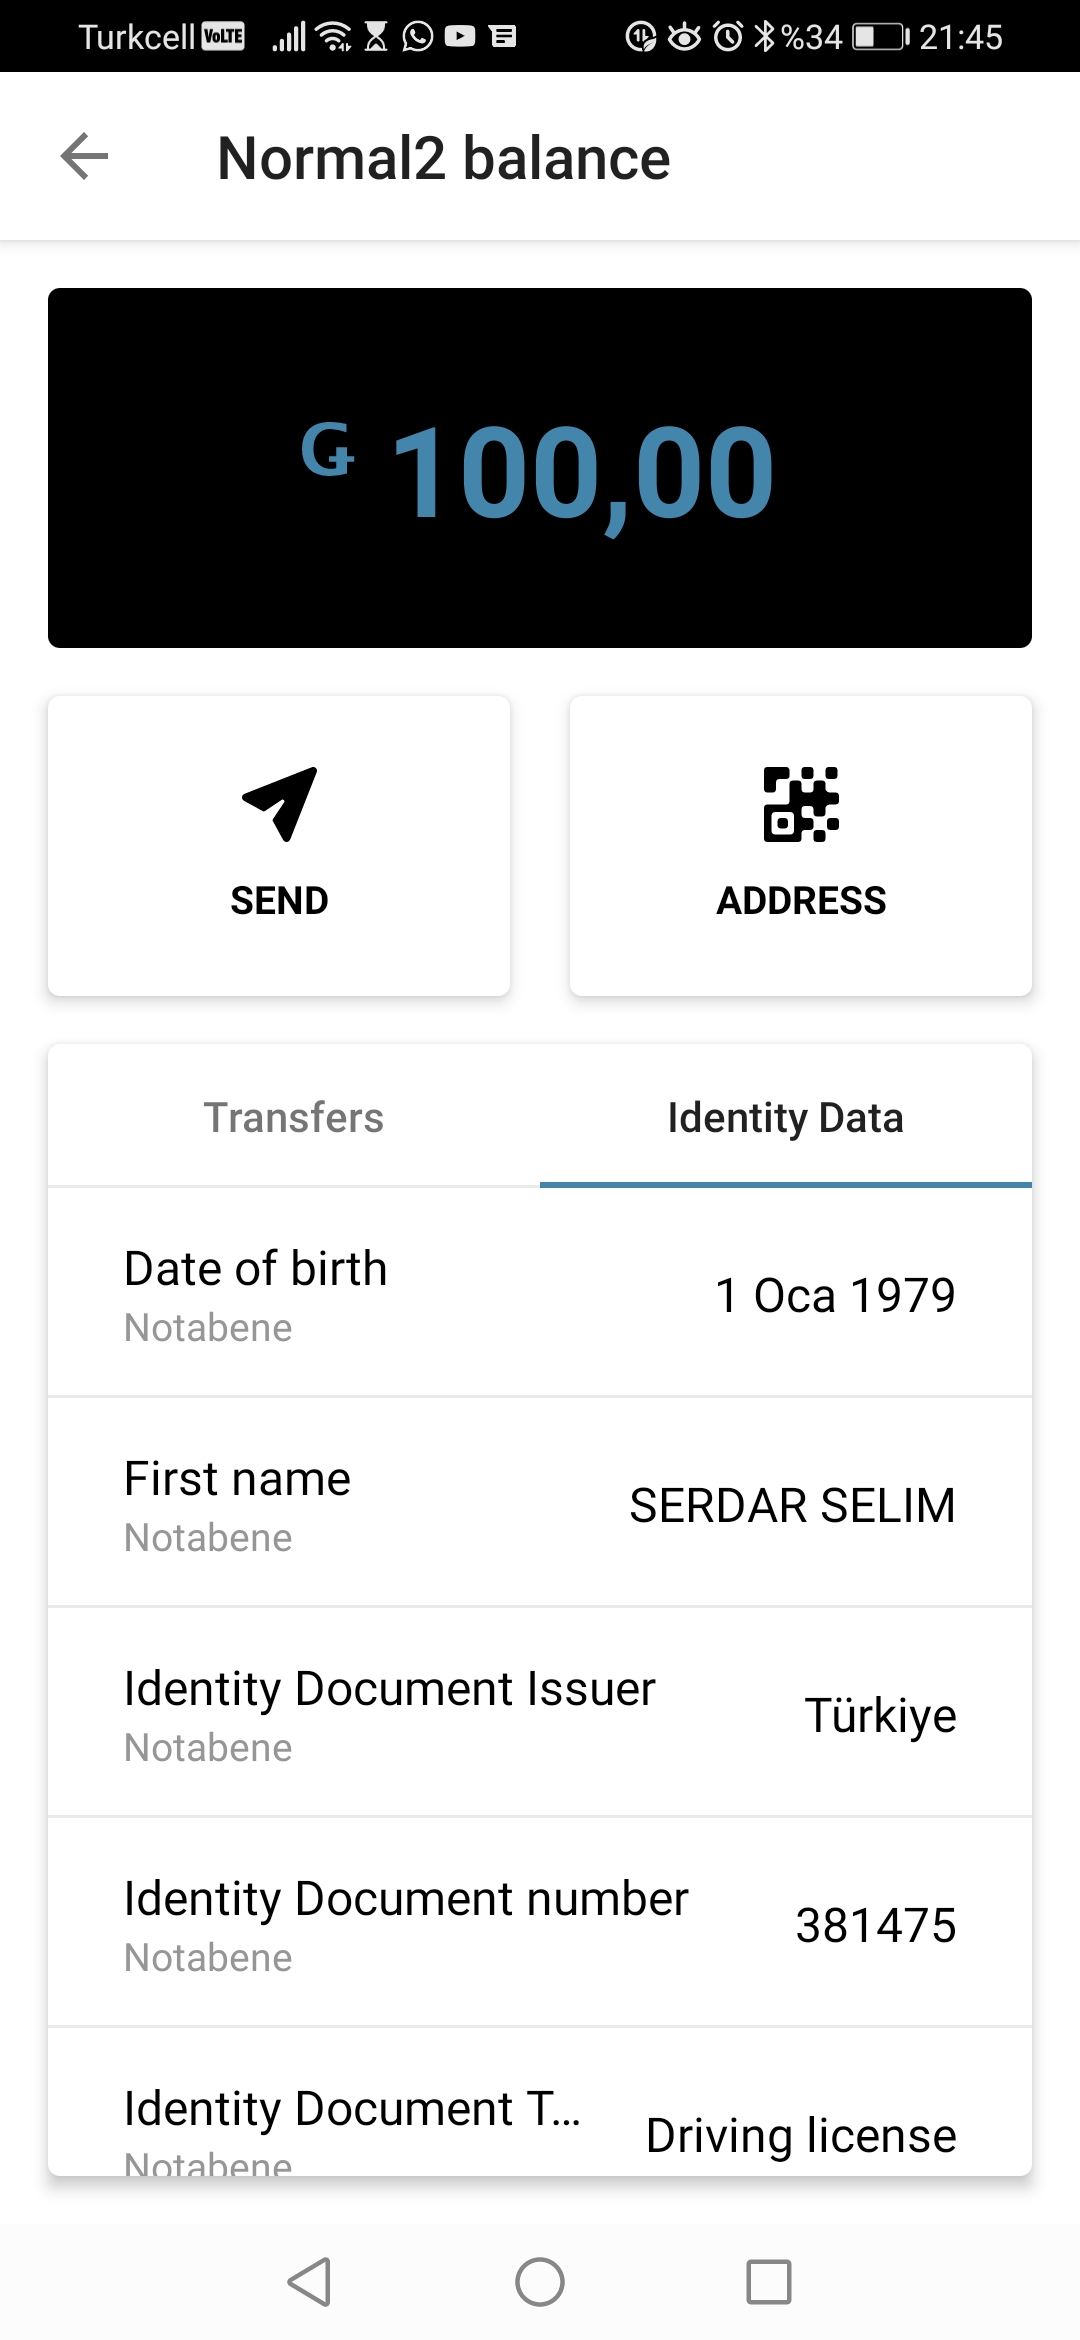 Turkcell VoLTE %34 21:45
Normal2 balance
Ǥ 100,00
SEND
ADDRESS
Transfers
Identity Data
Date of birth
Notabene
1 Oca 1979
First name
Notabene
SERDAR SELIM
Identity Document Issuer
Notabene
Türkiye
Identity Document number
Notabene
381475
Identity Document T...
Notabene
Driving license